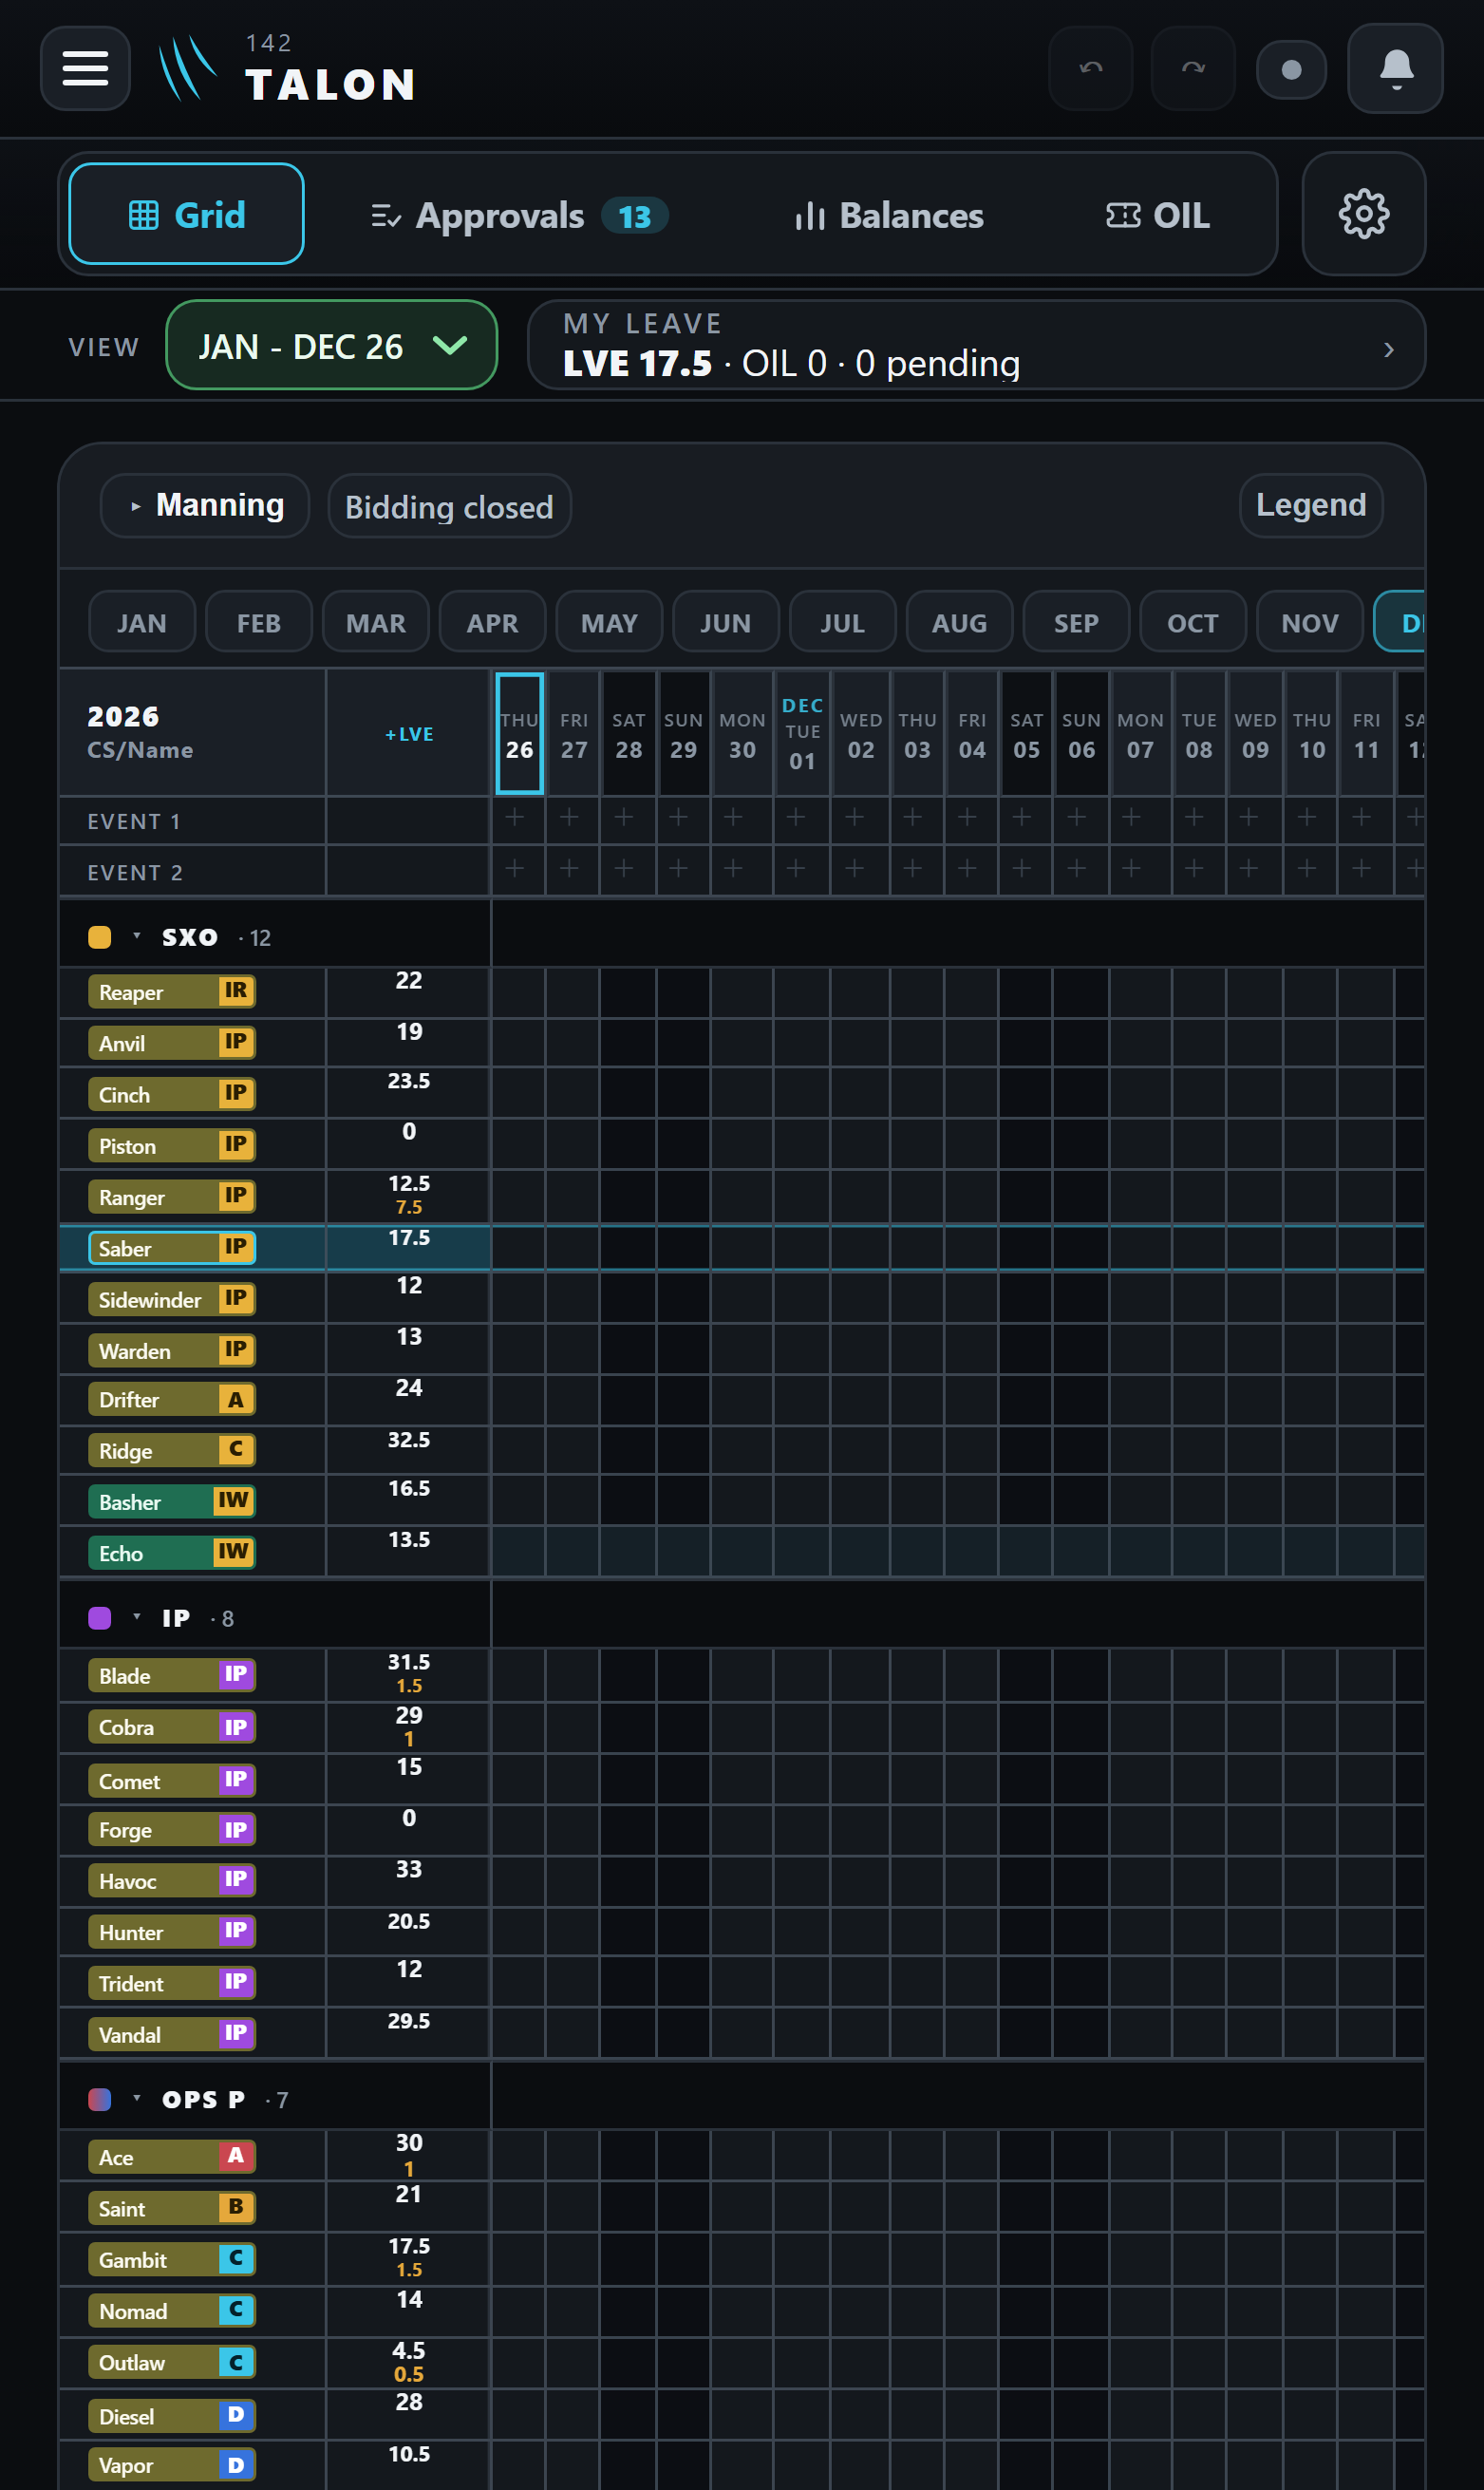 142
TALON
Grid
Approvals 13
Balances
OIL
VIEW
JAN - DEC 26
MY LEAVE
LVE 17.5 · OIL 0 · 0 pending
Manning
Bidding closed
Legend
JAN FEB MAR APR MAY JUN JUL AUG SEP OCT NOV
2026
CS/Name
+LVE
THU 26
FRI 27
SAT 28
SUN 29
MON 30
DEC TUE 01
WED 02
THU 03
FRI 04
SAT 05
SUN 06
MON 07
TUE 08
WED 09
THU 10
FRI 11
EVENT 1
EVENT 2
SXO · 12
Reaper IR 22
Anvil IP 19
Cinch IP 23.5
Piston IP 0
Ranger IP 12.5
7.5
Saber IP 17.5
Sidewinder IP 12
Warden IP 13
Drifter A 24
Ridge C 32.5
Basher IW 16.5
Echo IW 13.5
IP · 8
Blade IP 31.5
1.5
Cobra IP 29
1
Comet IP 15
Forge IP 0
Havoc IP 33
Hunter IP 20.5
Trident IP 12
Vandal IP 29.5
OPS P · 7
Ace A 30
1
Saint B 21
Gambit C 17.5
1.5
Nomad C 14
Outlaw C 4.5
0.5
Diesel D 28
Vapor D 10.5